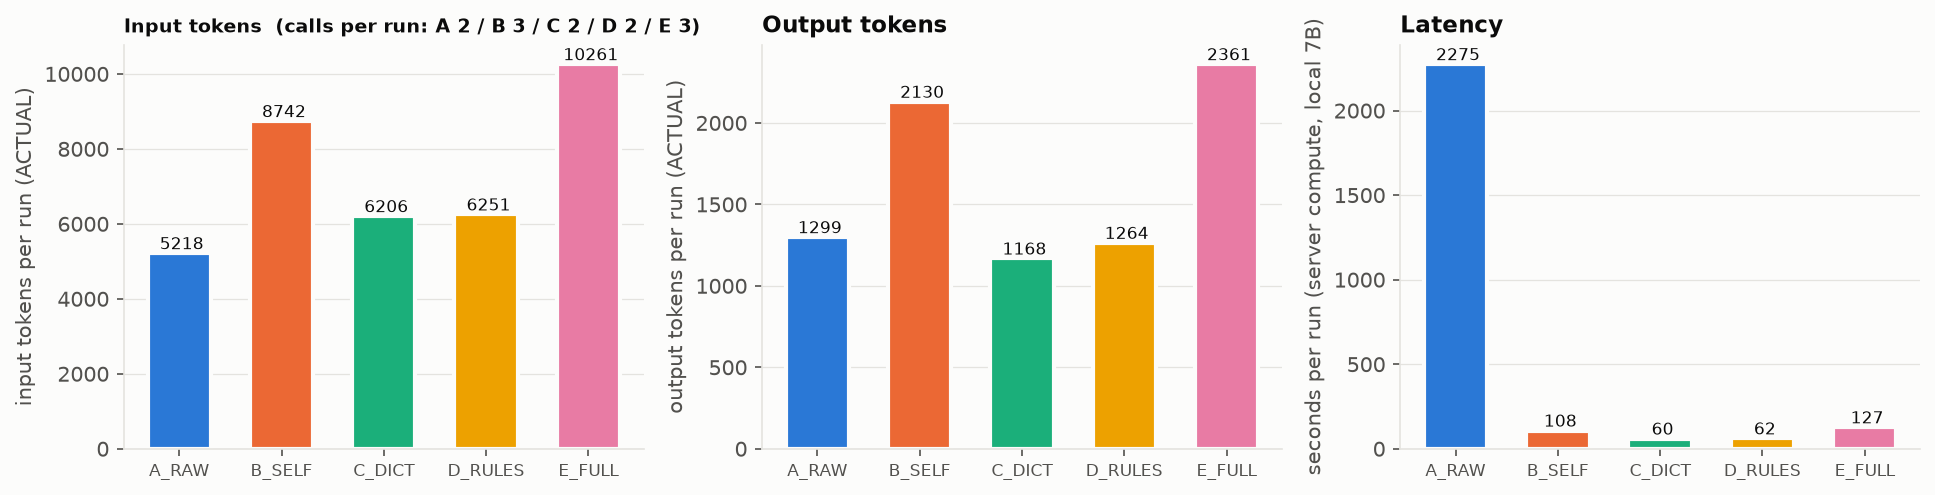 Input tokens  (calls per run: A 2 / B 3 / C 2 / D 2 / E 3)
input tokens per run (ACTUAL)
10000
8000
6000
4000
2000
0
5218
8742
6206
6251
10261
A_RAW
B_SELF
C_DICT
D_RULES
E_FULL
Output tokens
output tokens per run (ACTUAL)
2000
1500
1000
500
0
1299
2130
1168
1264
2361
A_RAW
B_SELF
C_DICT
D_RULES
E_FULL
Latency
seconds per run (server compute, local 7B)
2000
1500
1000
500
0
2275
108
60
62
127
A_RAW
B_SELF
C_DICT
D_RULES
E_FULL